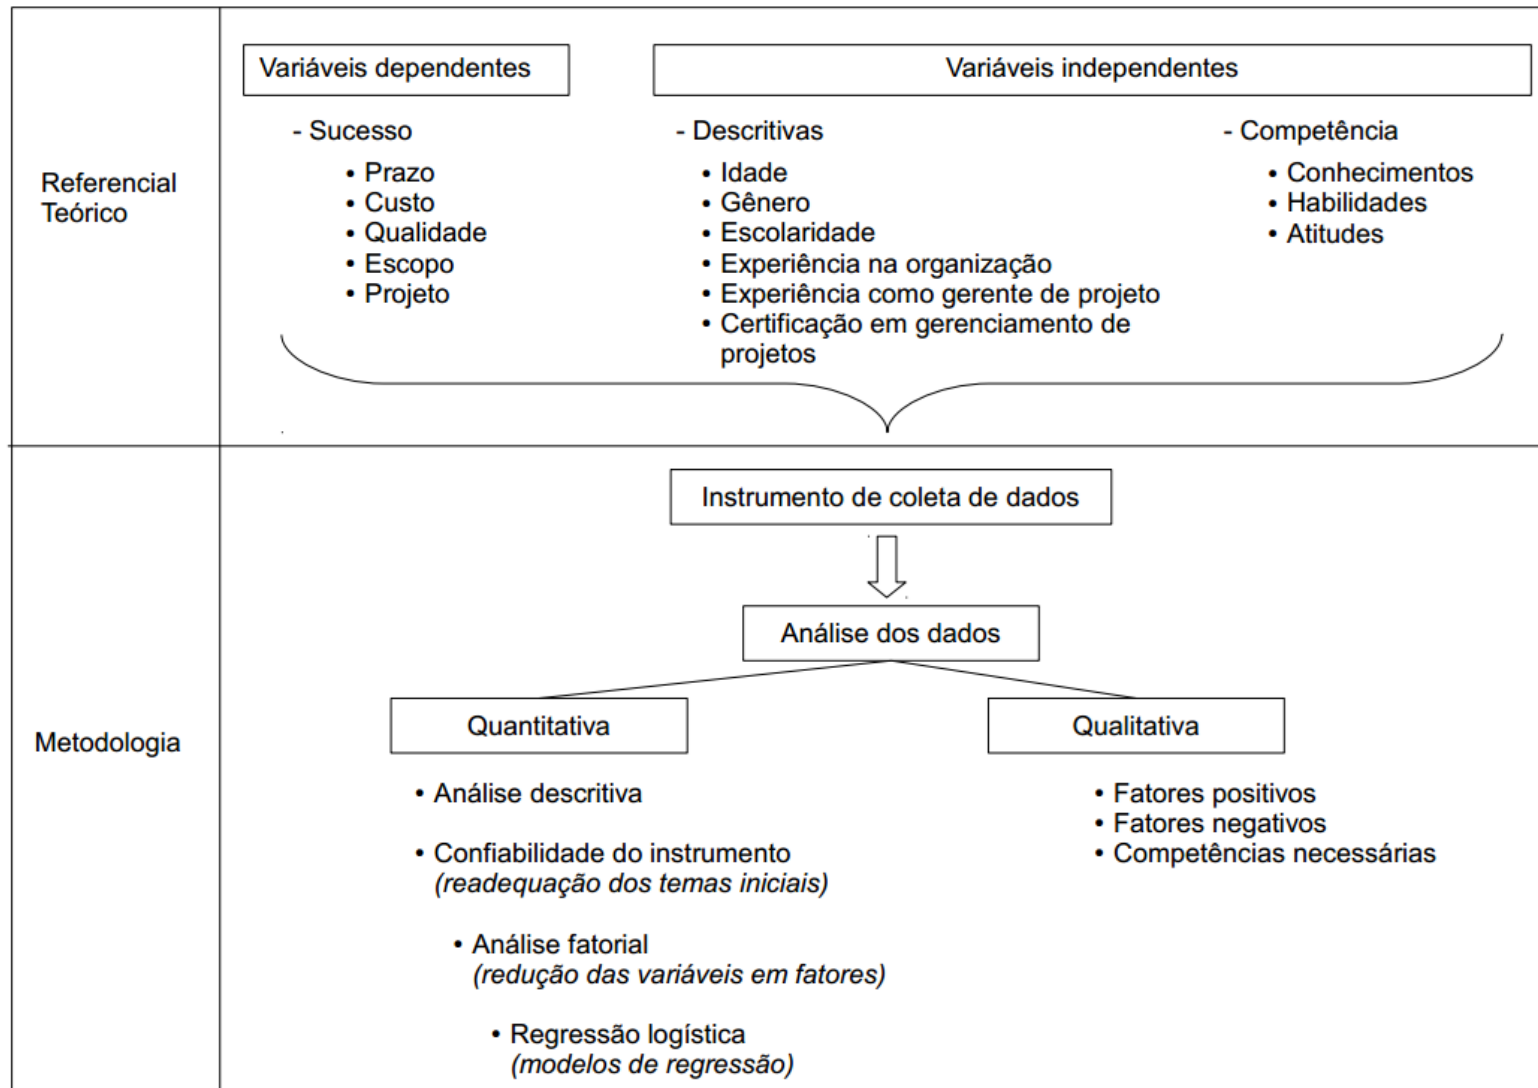 Referencial
Teórico
Variáveis dependentes
- Sucesso
• Prazo
• Custo
• Qualidade
• Escopo
• Projeto
Variáveis independentes
- Descritivas
• Idade
• Gênero
• Escolaridade
• Experiência na organização
• Experiência como gerente de projeto
• Certificação em gerenciamento de
projetos
- Competência
• Conhecimentos
• Habilidades
• Atitudes
Metodologia
Instrumento de coleta de dados
Análise dos dados
Quantitativa
• Análise descritiva
• Confiabilidade do instrumento
(readequação dos temas iniciais)
• Análise fatorial
(redução das variáveis em fatores)
• Regressão logística
(modelos de regressão)
Qualitativa
• Fatores positivos
• Fatores negativos
• Competências necessárias